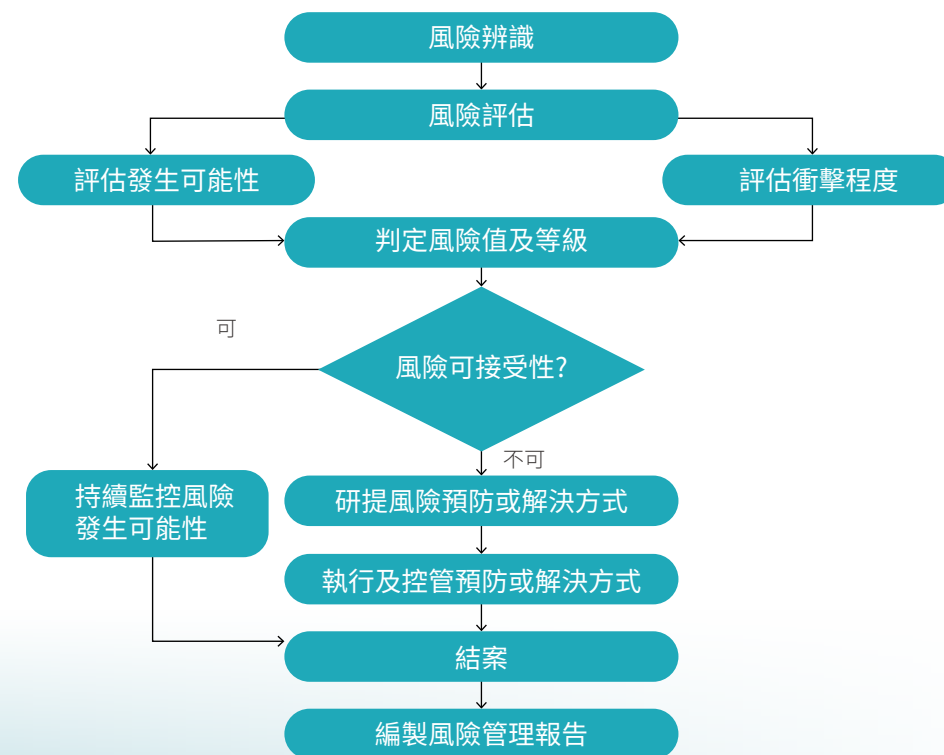 風險辨識
風險評估
評估發生可能性
評估衝擊程度
判定風險值及等級
可
風險可接受性?
不可
持續監控風險
發生可能性
研提風險預防或解決方式
執行及控管預防或解決方式
結案
編製風險管理報告